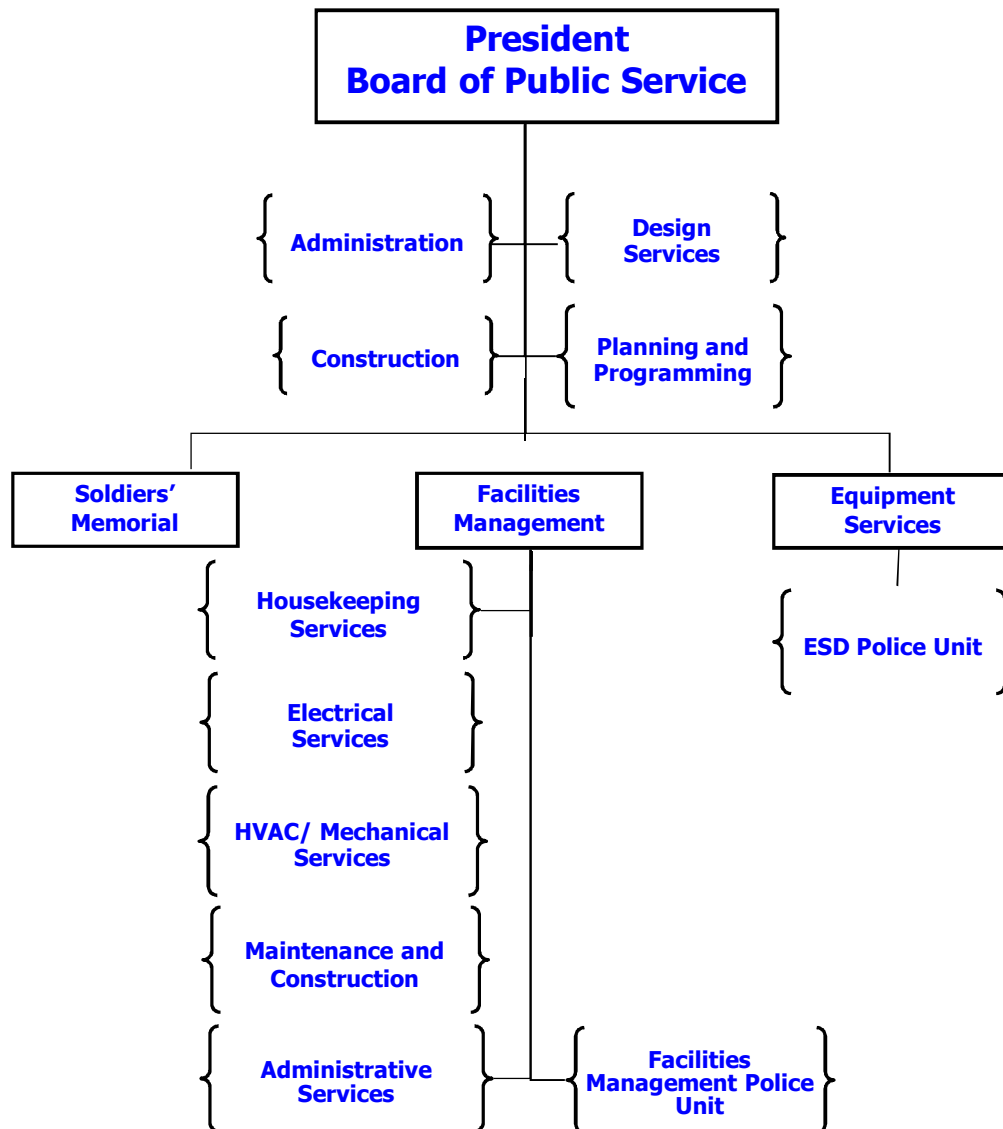 President
Board of Public Service
Administration
Design
Services
Construction
Planning and
Programming
Soldiers’
Memorial
Facilities
Management
Equipment
Services
Housekeeping
Services
ESD Police Unit
Electrical
Services
HVAC/ Mechanical
Services
Maintenance and
Construction
Administrative
Services
Facilities
Management Police
Unit